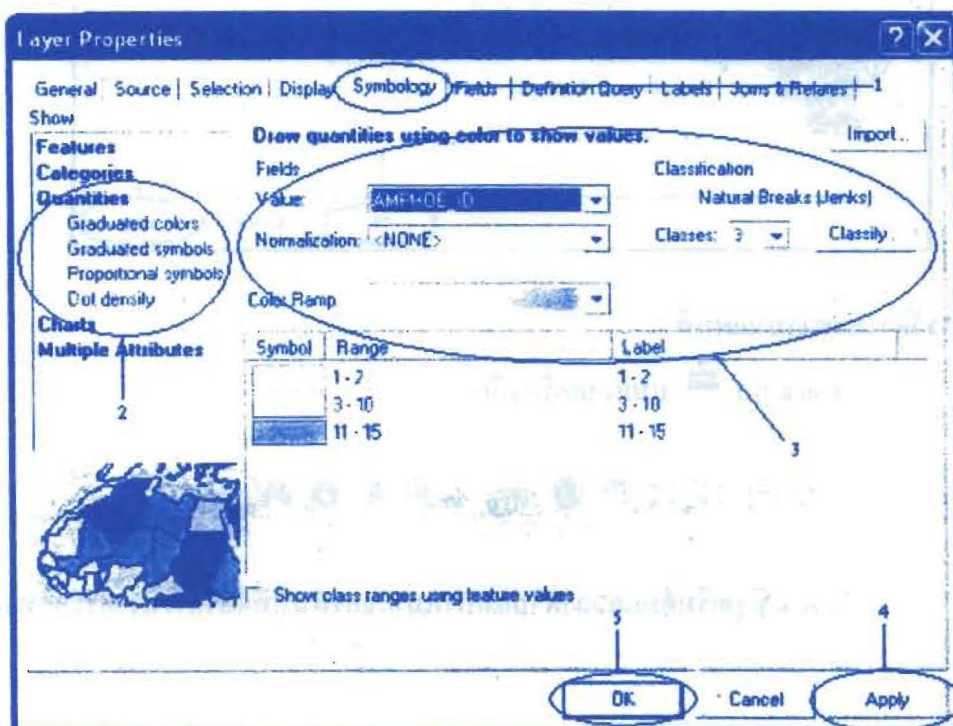 Layer Properties
General Source Selection Display Symbology Fields Definition Query Labels Joins & Relates 1
Show
Features
Categories
Quantities
Graduated colors
Graduated symbols
Proportional symbols
Dot density
Charts
Multiple Attributes
2
Draw quantities using color to show values.
Import...
Fields
Value:
Normalization: <NONE>
Color Ramp
Classification
Natural Breaks (Jenks)
Classes: 3
Classify...
Symbol Range Label
1 - 2 1 - 2
3 - 10 3 - 10
11 - 15 11 - 15
3
Show class ranges using feature values
5
4
OK Cancel Apply